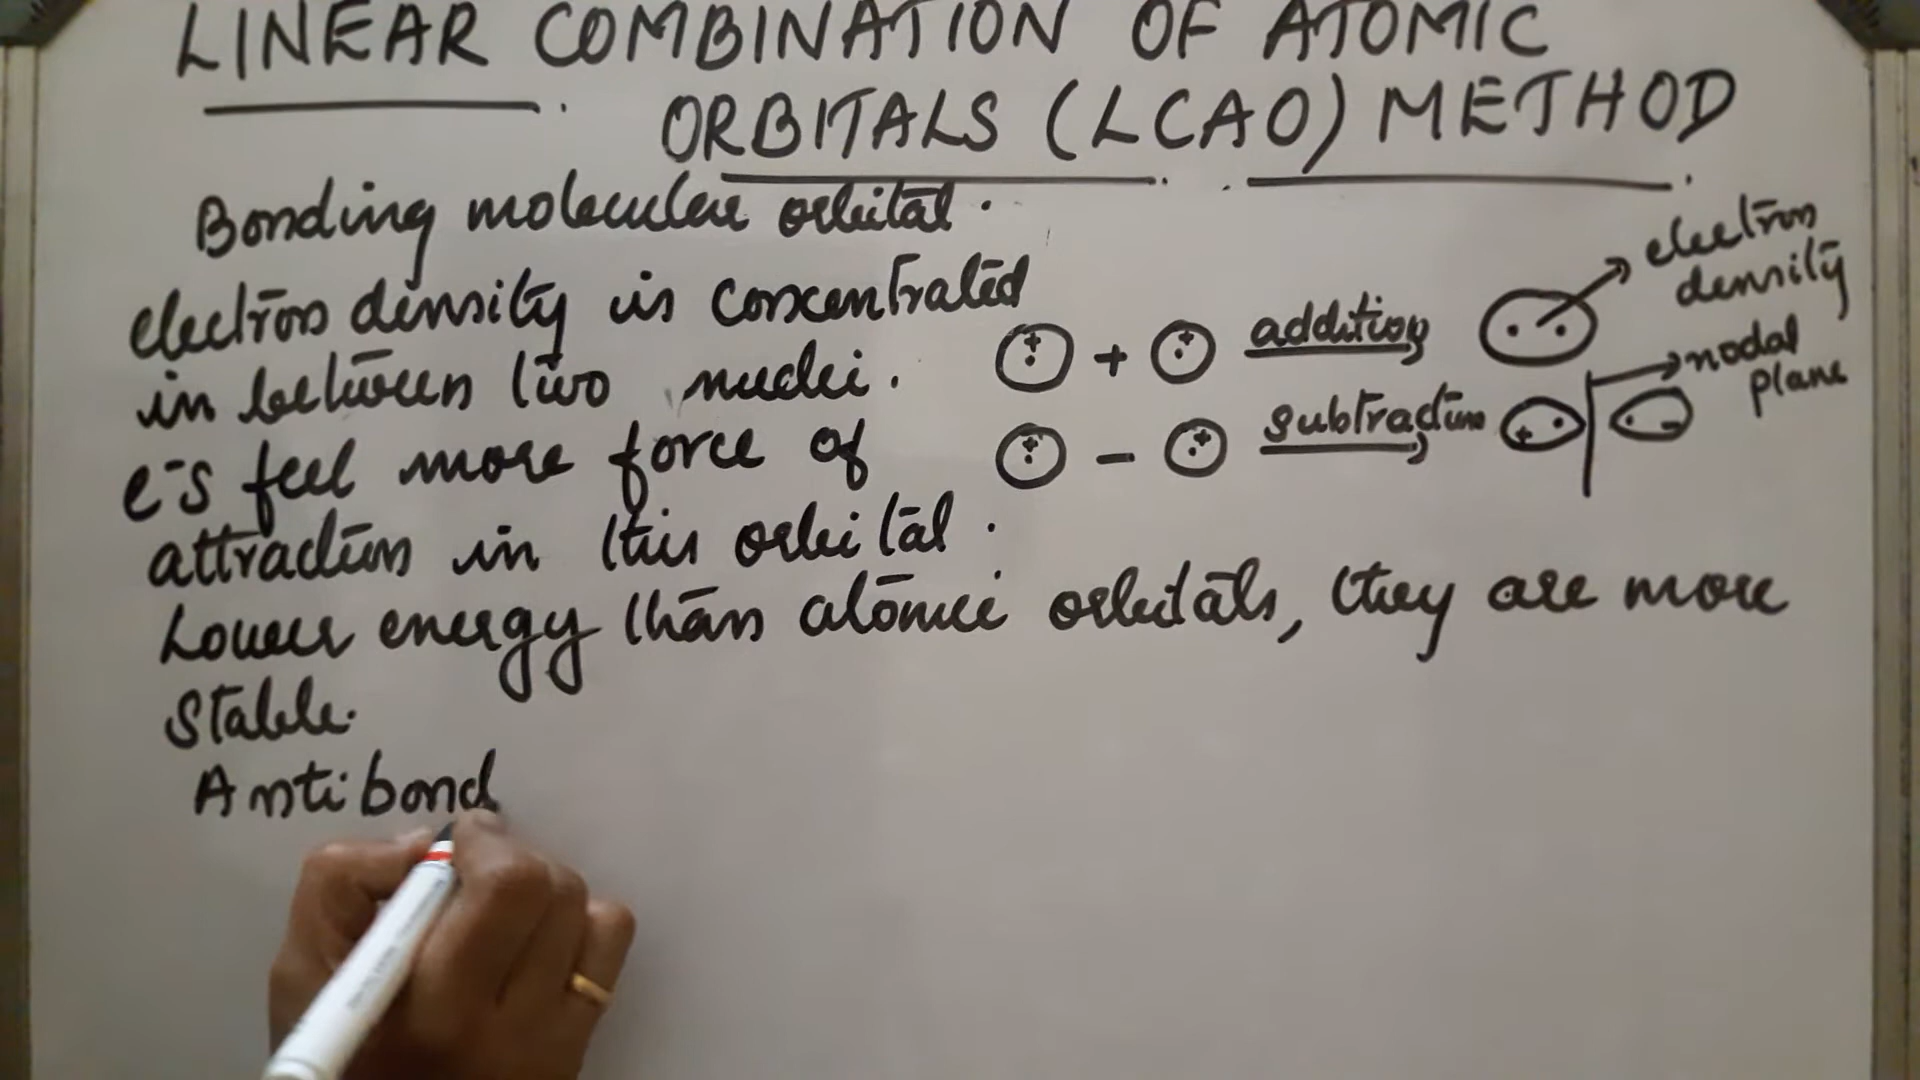 LINEAR COMBINATION OF ATOMIC
ORBITALS (LCAO) METHOD
Bonding molecular orbital.
electron density is concentrated
in between two nuclei.
e⁻s feel more force of
attraction in this orbital.
Lower energy than atomic orbitals, they are more
stable.
Antibond
+ + + addition
electron
density
+ - + subtraction
+ -
nodal
plane